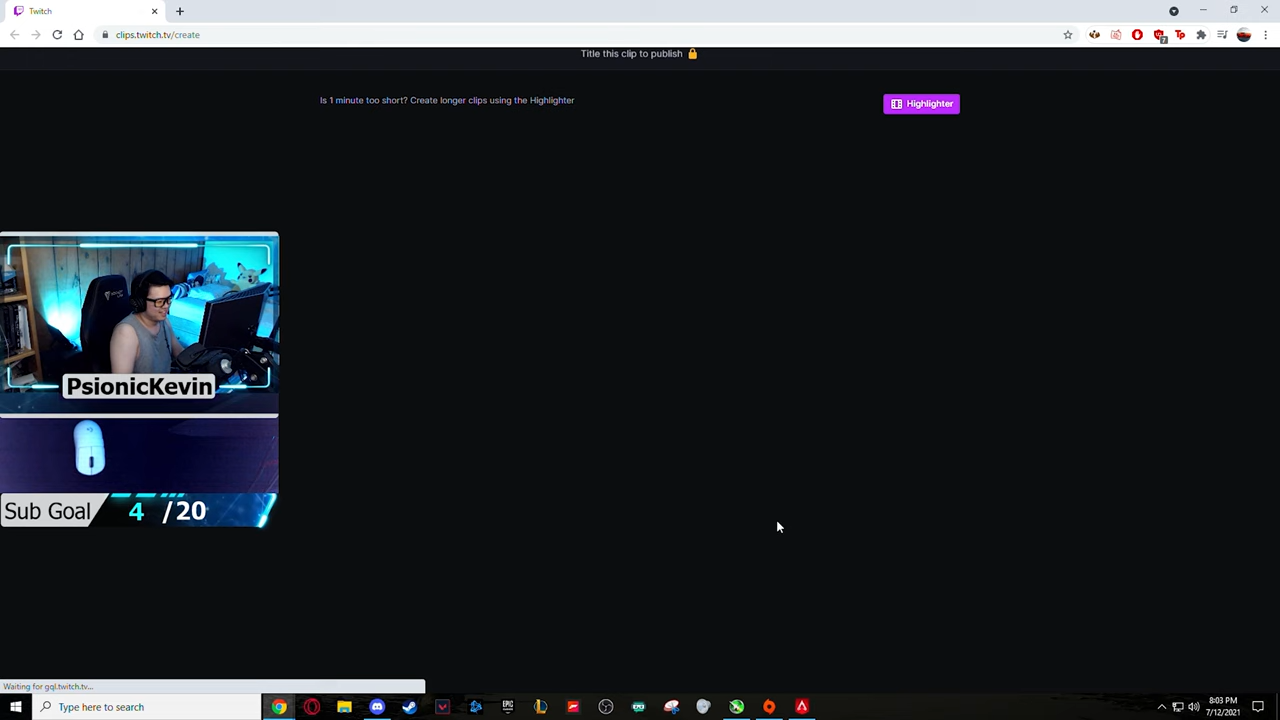 Twitch
clips.twitch.tv/create
Title this clip to publish
Is 1 minute too short? Create longer clips using the Highlighter
Highlighter
PsionicKevin
Sub Goal 4 /20
Waiting for gql.twitch.tv...
Type here to search
EPIC
8:03 PM
7/12/2021